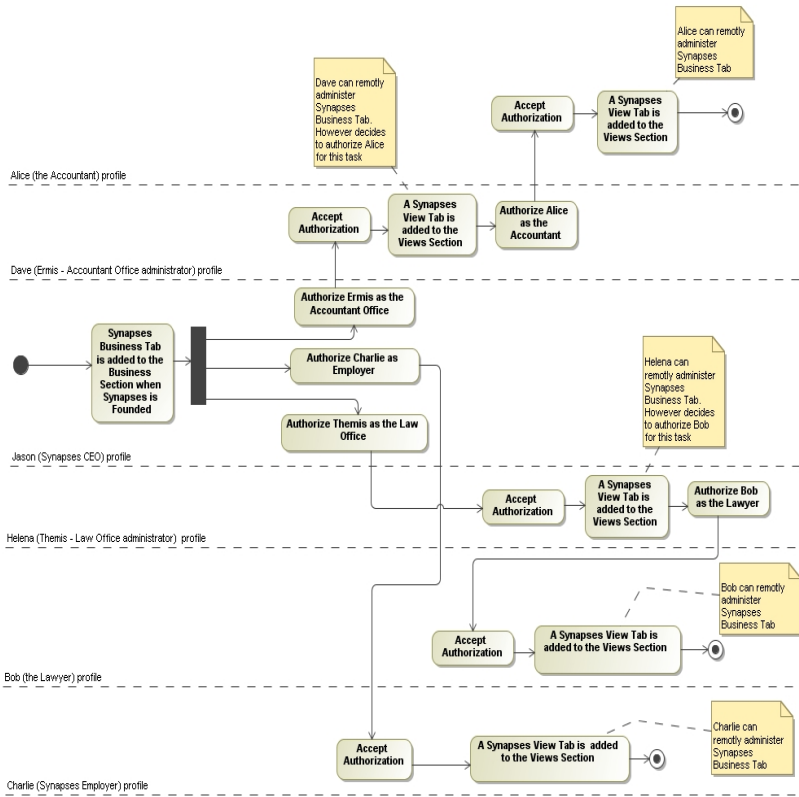 Alice can remotly
administer
Synapses
Business Tab
Dave can remotly
administer
Synapses
Business Tab.
However decides
to authorize Alice
for this task
Accept
Authorization
A Synapses
View Tab is
added to the
Views Section
Alice (the Accountant) profile
Accept
Authorization
A Synapses
View Tab is
added to the
Views Section
Authorize Alice
as the
Accountant
Dave (Ermis - Accountant Office administrator) profile
Authorize Ermis as the
Accountant Office
Synapses
Business Tab
is added to the
Business
Section when
Synapses is
Founded
Authorize Charlie as
Employer
Authorize Themis as the Law
Office
Helena can
remotly administer
Synapses
Business Tab.
However decides
to authorize Bob
for this task
Jason (Synapses CEO) profile
Accept
Authorization
A Synapses
View Tab is
added to the
Views Section
Authorize Bob
as the Lawyer
Helena (Themis - Law Office administrator) profile
Bob can remotly
administer
Synapses
Business Tab
Accept
Authorization
A Synapses View Tab is
added to the Views Section
Bob (the Lawyer) profile
Charlie can
remotly administer
Synapses
Business Tab
Accept
Authorization
A Synapses View Tab is added
to the Views Section
Charlie (Synapses Employer) profile